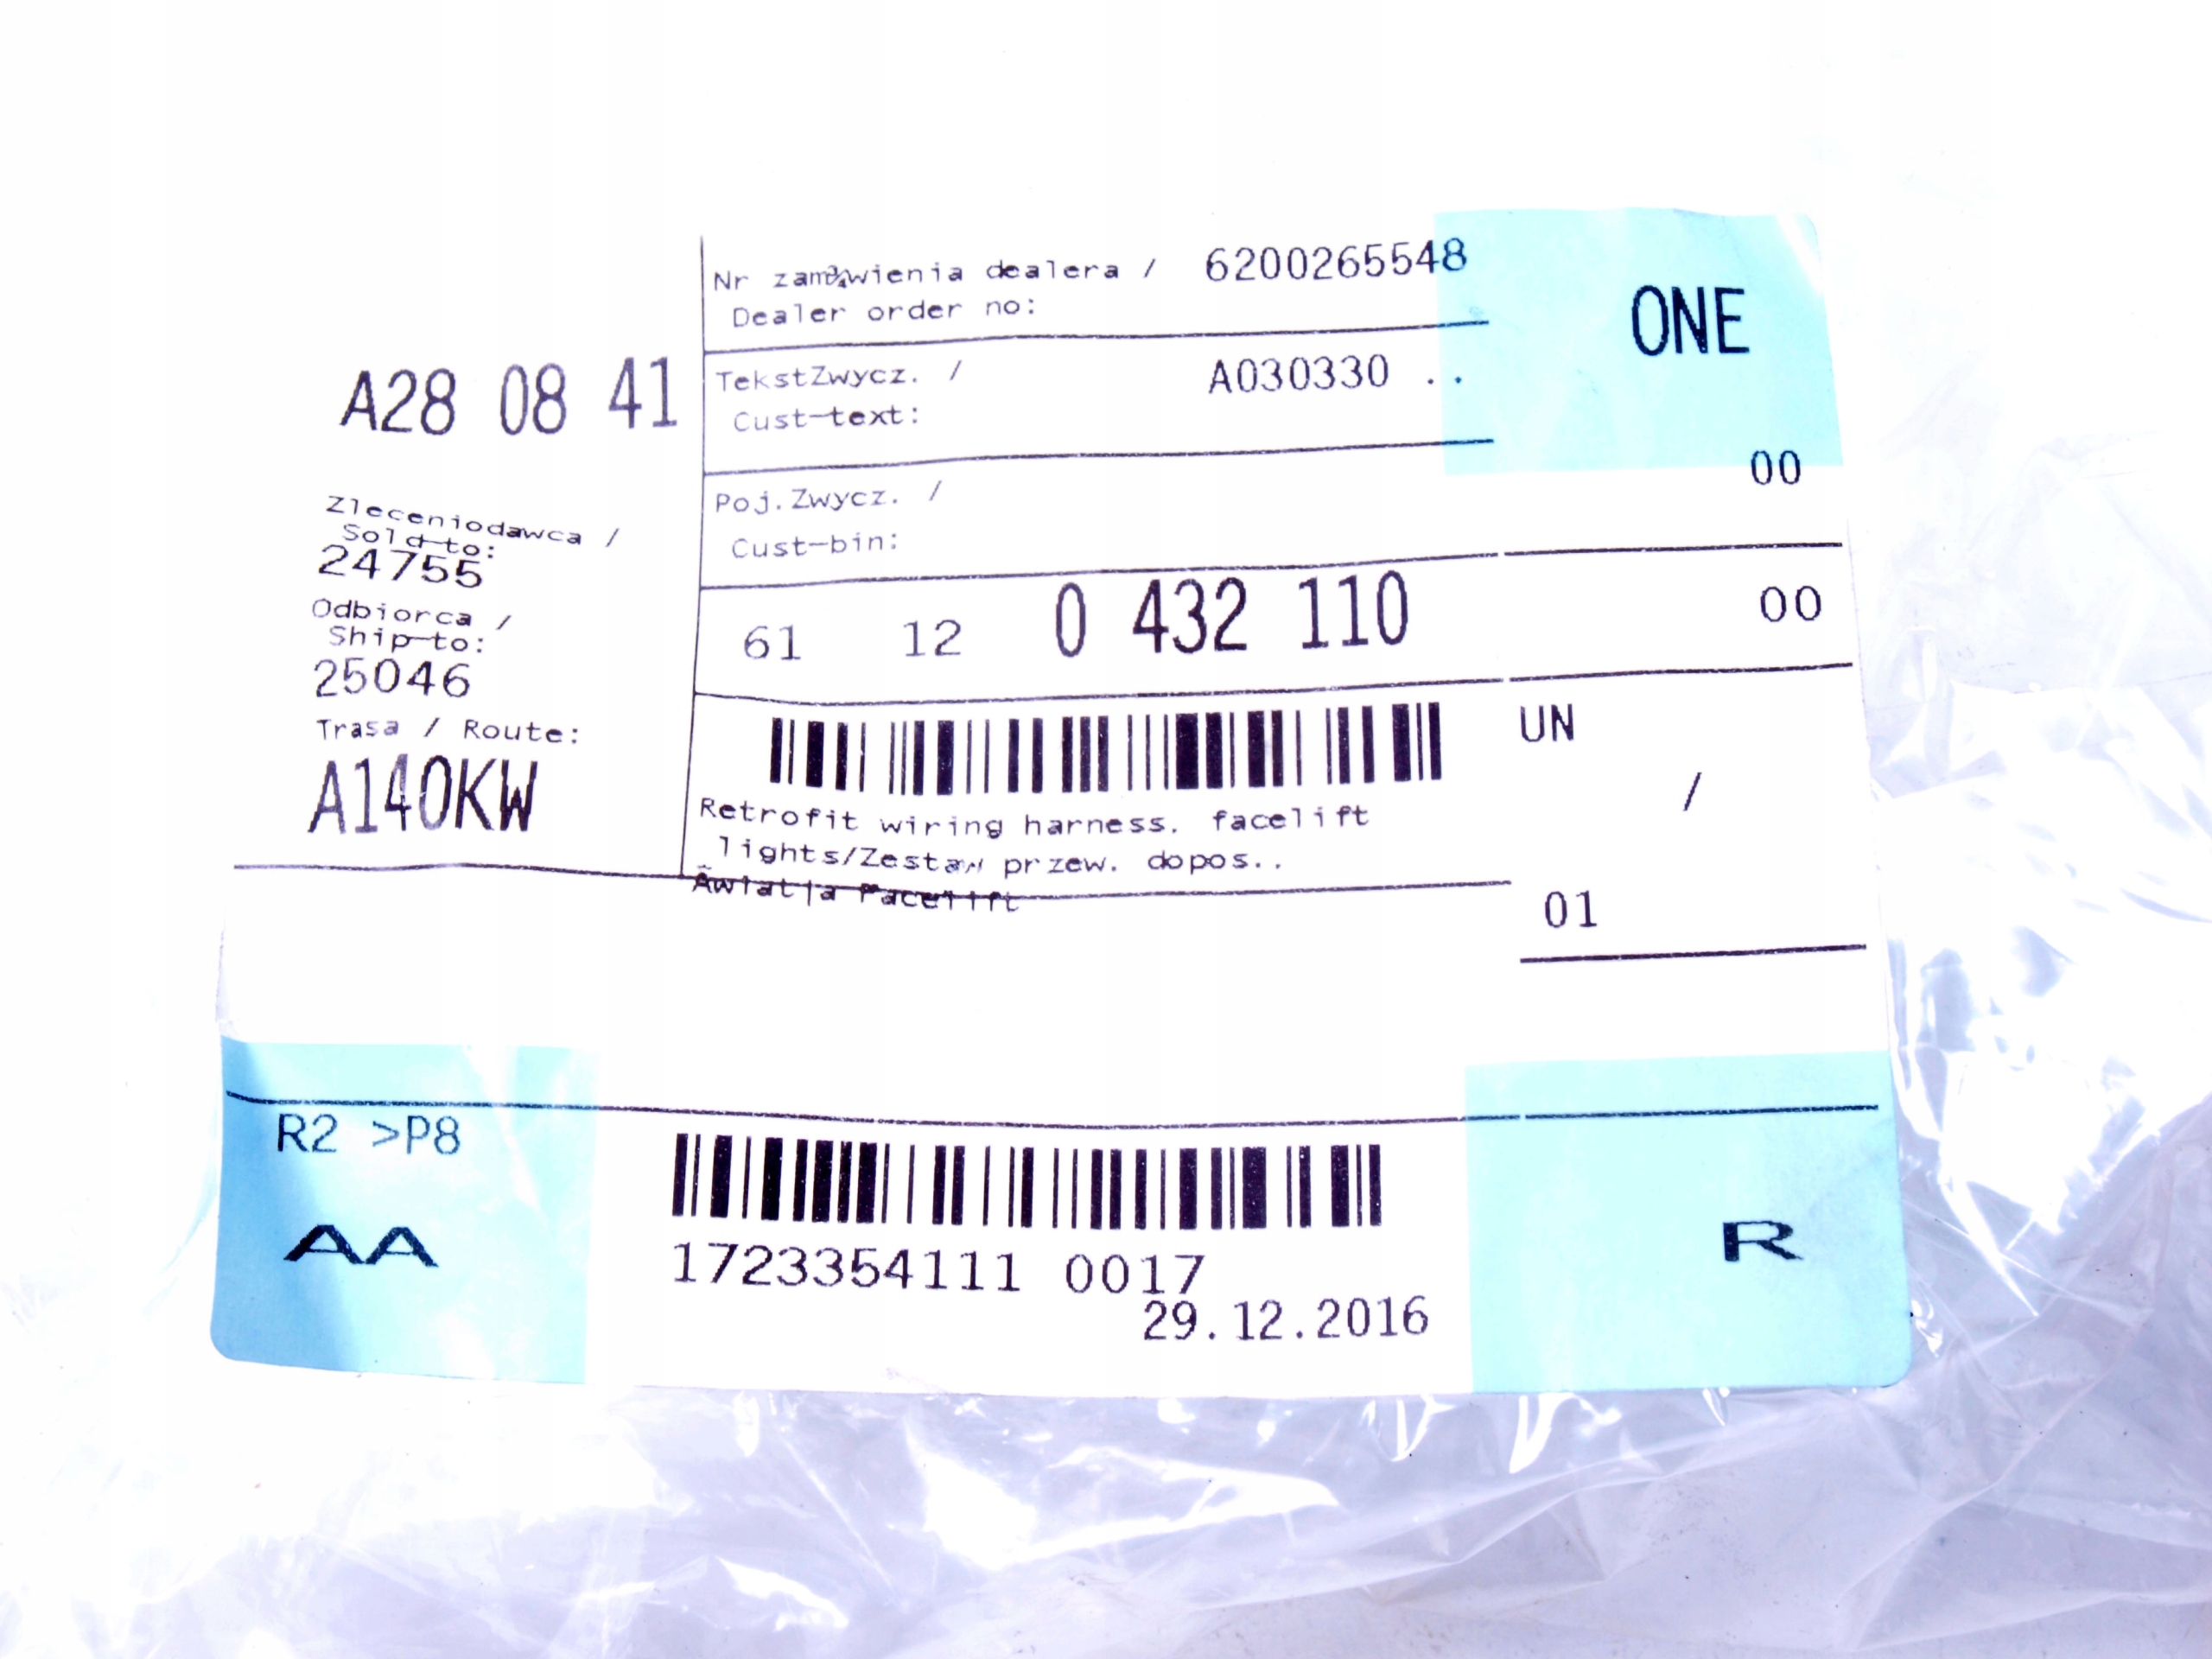 Nr zamówienia dealera / 6200265548
Dealer order no:
ONE
A28 08 41
TekstZwycz. / A030330 ..
Cust-text:
00
Poj.Zwycz. /
Cust-bin:
Zleceniodawca /
Sold-to:
24755
Odbiorca /
Ship-to:
25046
61 12 0 432 110 00
Trasa / Route:
A140KW
UN
/
Retrofit wiring harness. facelift
lights/Zestaw przew. dopos..
Facelift
01
R2 >P8
AA
1723354111 0017
29.12.2016
R